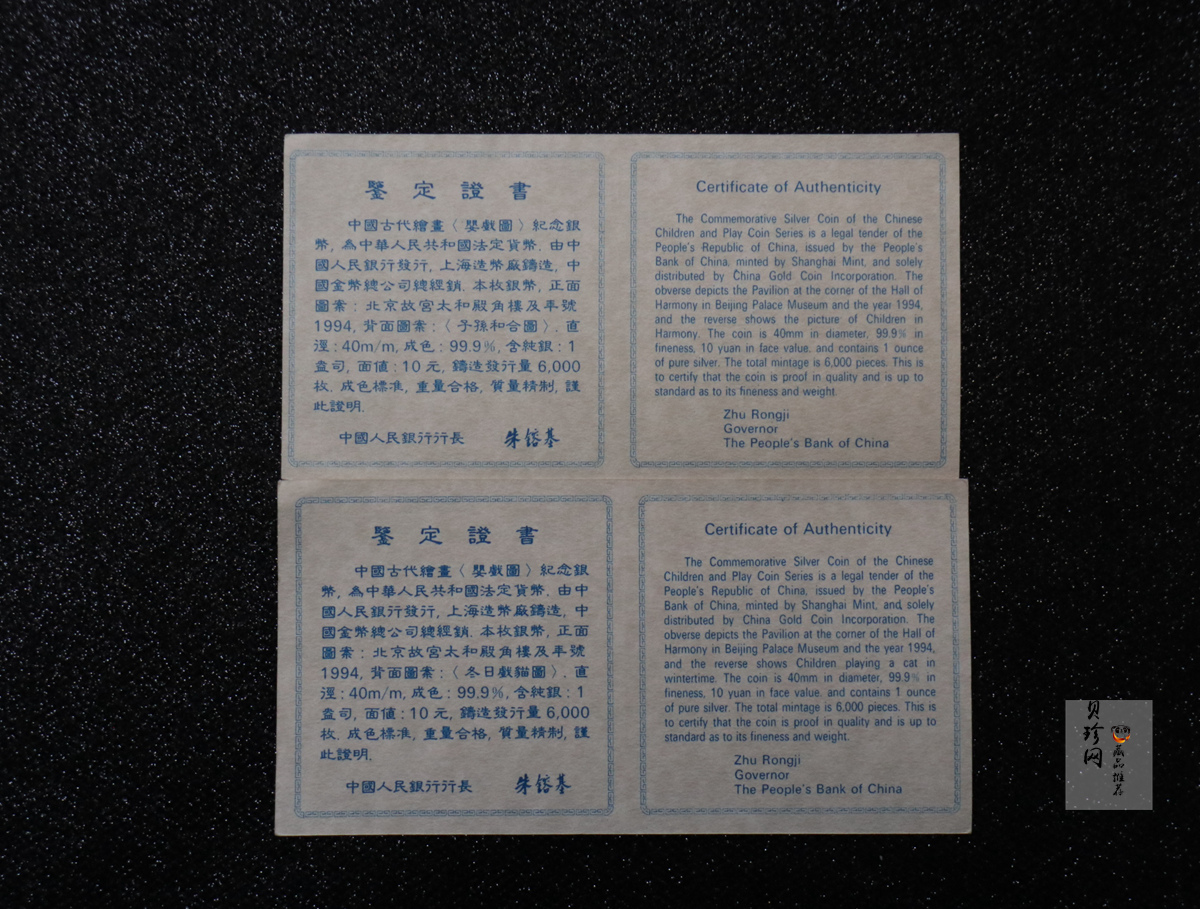 鑒定證書
中國古代繪畫〈嬰戲圖〉紀念銀
幣, 為中華人民共和國法定貨幣. 由中
國人民銀行發行, 上海造幣廠鑄造, 中
國金幣總公司總經銷. 本枚銀幣, 正面
圖案: 北京故宮太和殿角樓及年號
1994, 背面圖案:〈子孫和合圖〉. 直
徑: 40m/m, 成色: 99.9%, 含純銀: 1
盎司, 面值: 10元, 鑄造發行量 6,000
枚. 成色標准, 重量合格, 質量精制, 謹
此證明.
中國人民銀行行長 朱鎔基
Certificate of Authenticity
The Commemorative Silver Coin of the Chinese
Children and Play Coin Series is a legal tender of the
People's Republic of China, issued by the People's
Bank of China, minted by Shanghai Mint, and solely
distributed by China Gold Coin Incorporation. The
obverse depicts the Pavilion at the corner of the Hall of
Harmony in Beijing Palace Museum and the year 1994,
and the reverse shows the picture of Children in
Harmony. The coin is 40mm in diameter, 99.9% in
fineness, 10 yuan in face value, and contains 1 ounce
of pure silver. The total mintage is 6,000 pieces. This is
to certify that the coin is proof in quality and is up to
standard as to its fineness and weight.
Zhu Rongji
Governor
The People's Bank of China
鑒定證書
中國古代繪畫〈嬰戲圖〉紀念銀
幣, 為中華人民共和國法定貨幣. 由中
國人民銀行發行, 上海造幣廠鑄造, 中
國金幣總公司總經銷. 本枚銀幣, 正面
圖案: 北京故宮太和殿角樓及年號
1994, 背面圖案:〈冬日戲貓圖〉. 直
徑: 40m/m, 成色: 99.9%, 含純銀: 1
盎司, 面值: 10元, 鑄造發行量 6,000
枚. 成色標准, 重量合格, 質量精制, 謹
此證明.
中國人民銀行行長 朱鎔基
Certificate of Authenticity
The Commemorative Silver Coin of the Chinese
Children and Play Coin Series is a legal tender of the
People's Republic of China, issued by the People's
Bank of China, minted by Shanghai Mint, and solely
distributed by China Gold Coin Incorporation. The
obverse depicts the Pavilion at the corner of the Hall of
Harmony in Beijing Palace Museum and the year 1994,
and the reverse shows Children playing a cat in
wintertime. The coin is 40mm in diameter, 99.9% in
fineness, 10 yuan in face value, and contains 1 ounce
of pure silver. The total mintage is 6,000 pieces. This is
to certify that the coin is proof in quality and is up to
standard as to its fineness and weight.
Zhu Rongji
Governor
The People's Bank of China
贝珍网
藏品推荐